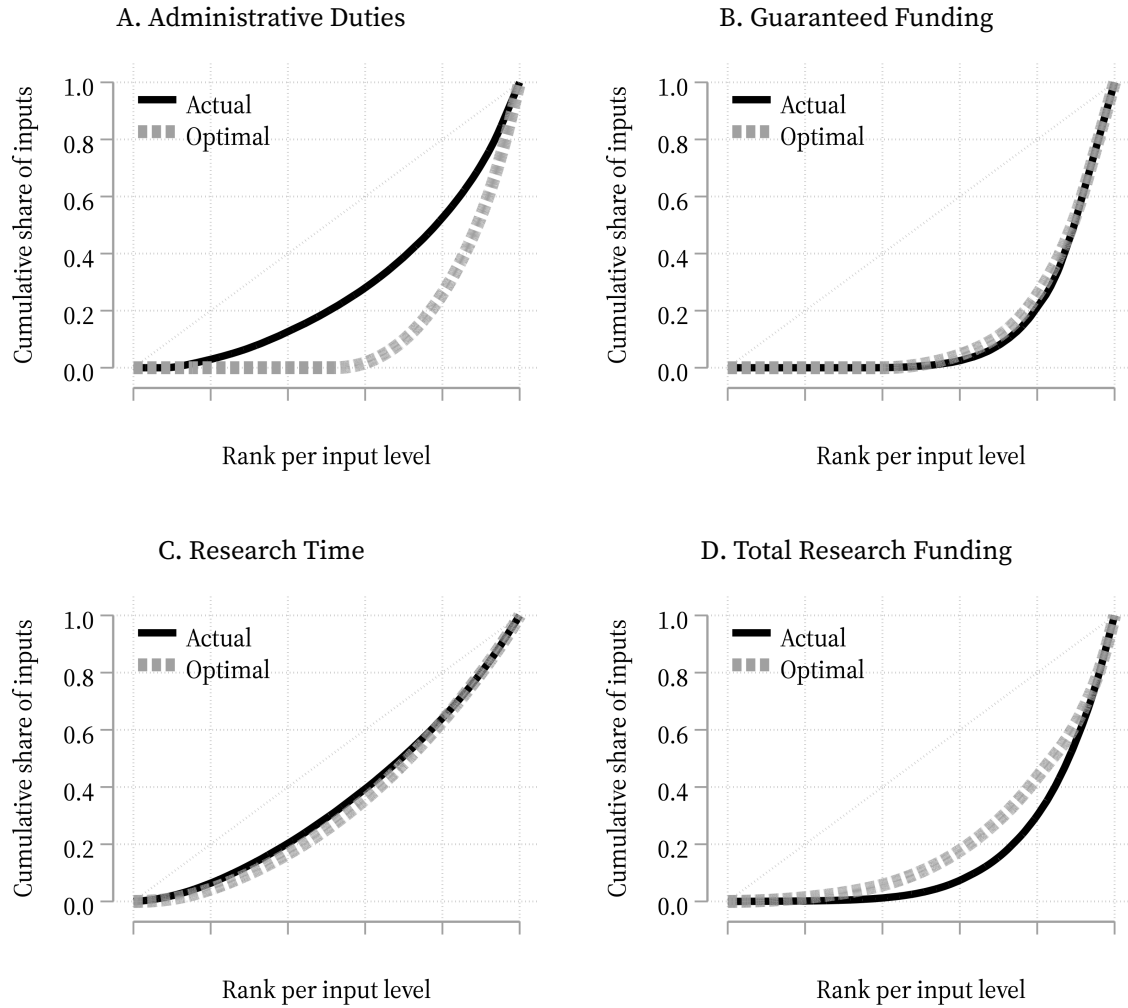 A. Administrative Duties
Cumulative share of inputs
1.0
0.8
0.6
0.4
0.2
0.0
Actual
Optimal
Rank per input level
B. Guaranteed Funding
Cumulative share of inputs
1.0
0.8
0.6
0.4
0.2
0.0
Actual
Optimal
Rank per input level
C. Research Time
Cumulative share of inputs
1.0
0.8
0.6
0.4
0.2
0.0
Actual
Optimal
Rank per input level
D. Total Research Funding
Cumulative share of inputs
1.0
0.8
0.6
0.4
0.2
0.0
Actual
Optimal
Rank per input level